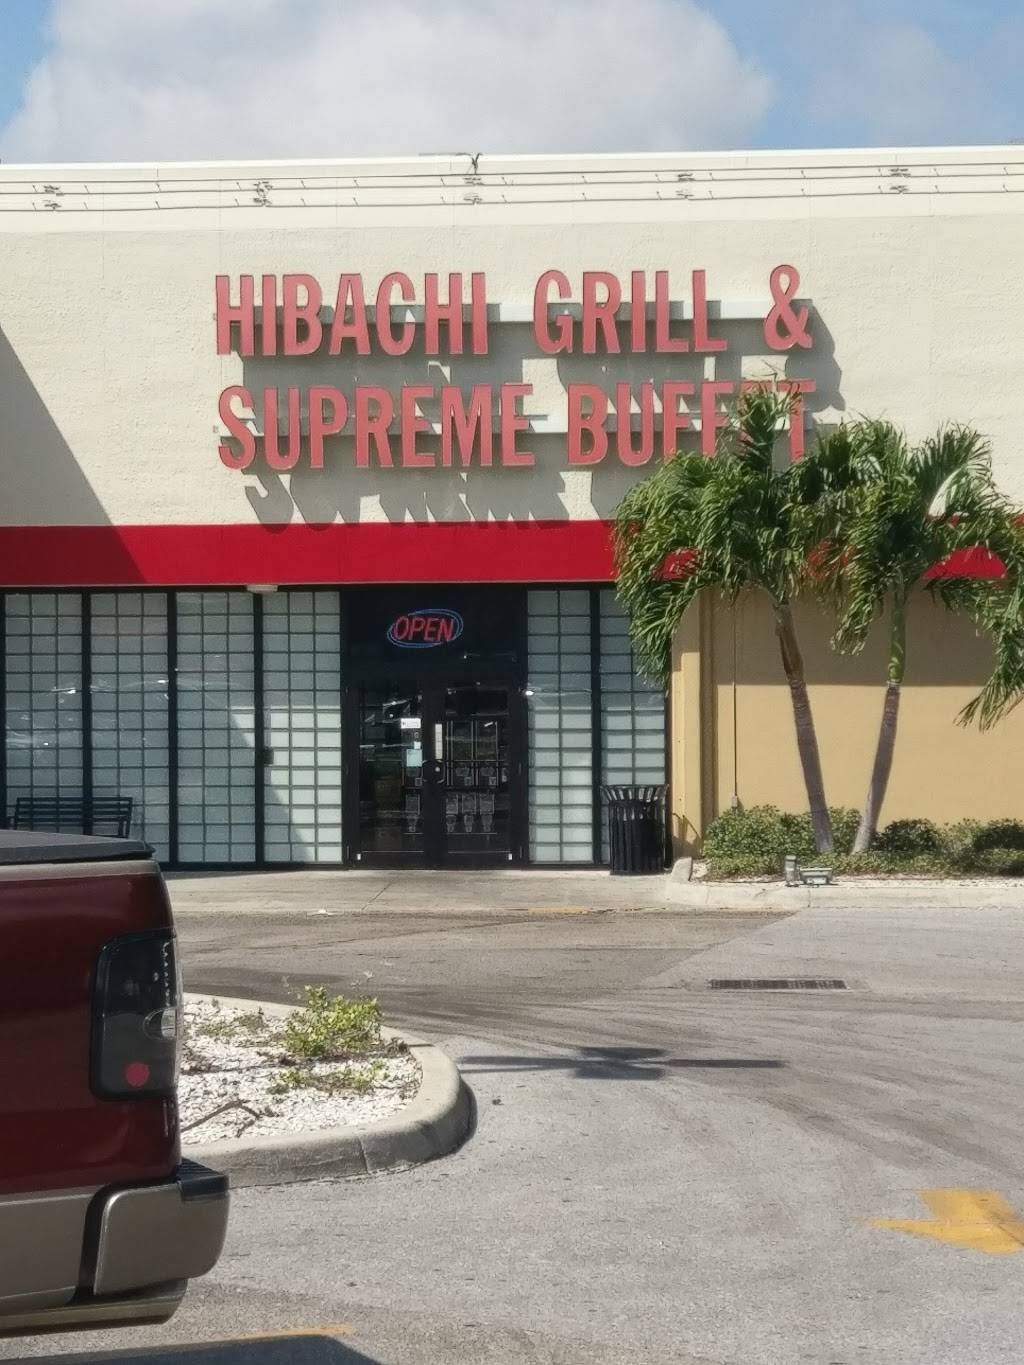 HIBACHI GRILL &
SUPREME BUFFET
OPEN